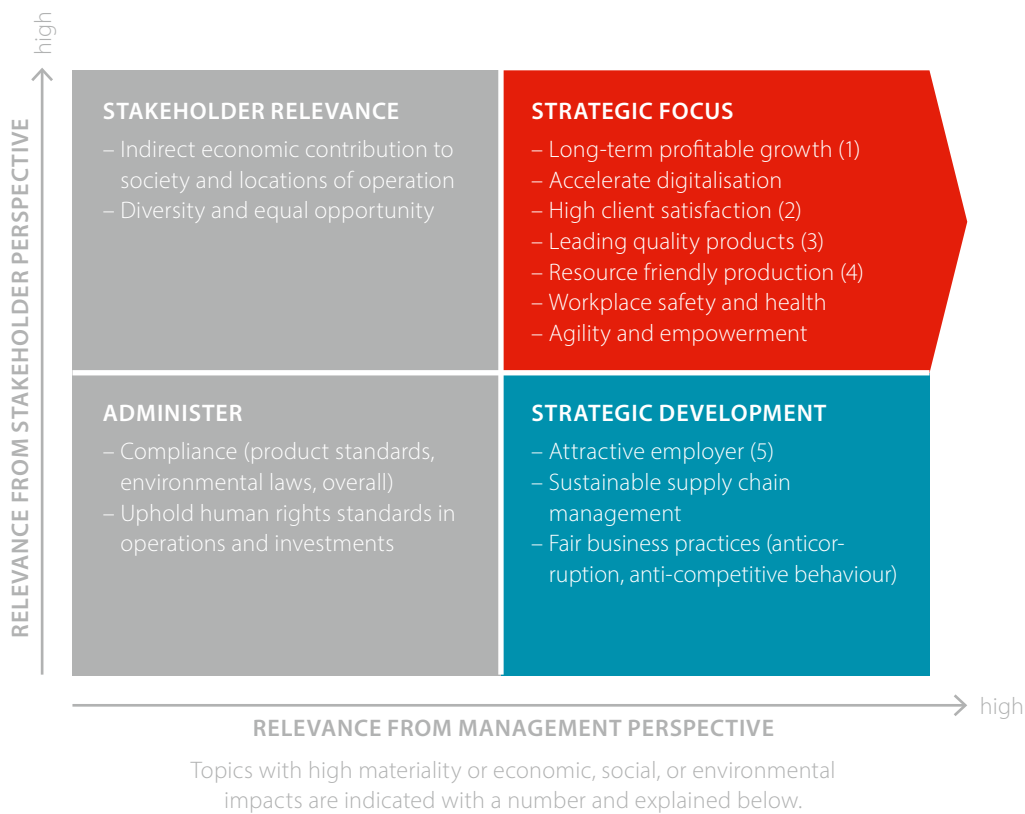 high
RELEVANCE FROM STAKEHOLDER PERSPECTIVE
STAKEHOLDER RELEVANCE
– Indirect economic contribution to
society and locations of operation
– Diversity and equal opportunity
STRATEGIC FOCUS
– Long-term profitable growth (1)
– Accelerate digitalisation
– High client satisfaction (2)
– Leading quality products (3)
– Resource friendly production (4)
– Workplace safety and health
– Agility and empowerment
ADMINISTER
– Compliance (product standards,
environmental laws, overall)
– Uphold human rights standards in
operations and investments
STRATEGIC DEVELOPMENT
– Attractive employer (5)
– Sustainable supply chain
management
– Fair business practices (anticor-
ruption, anti-competitive behaviour)
high
RELEVANCE FROM MANAGEMENT PERSPECTIVE
Topics with high materiality or economic, social, or environmental
impacts are indicated with a number and explained below.